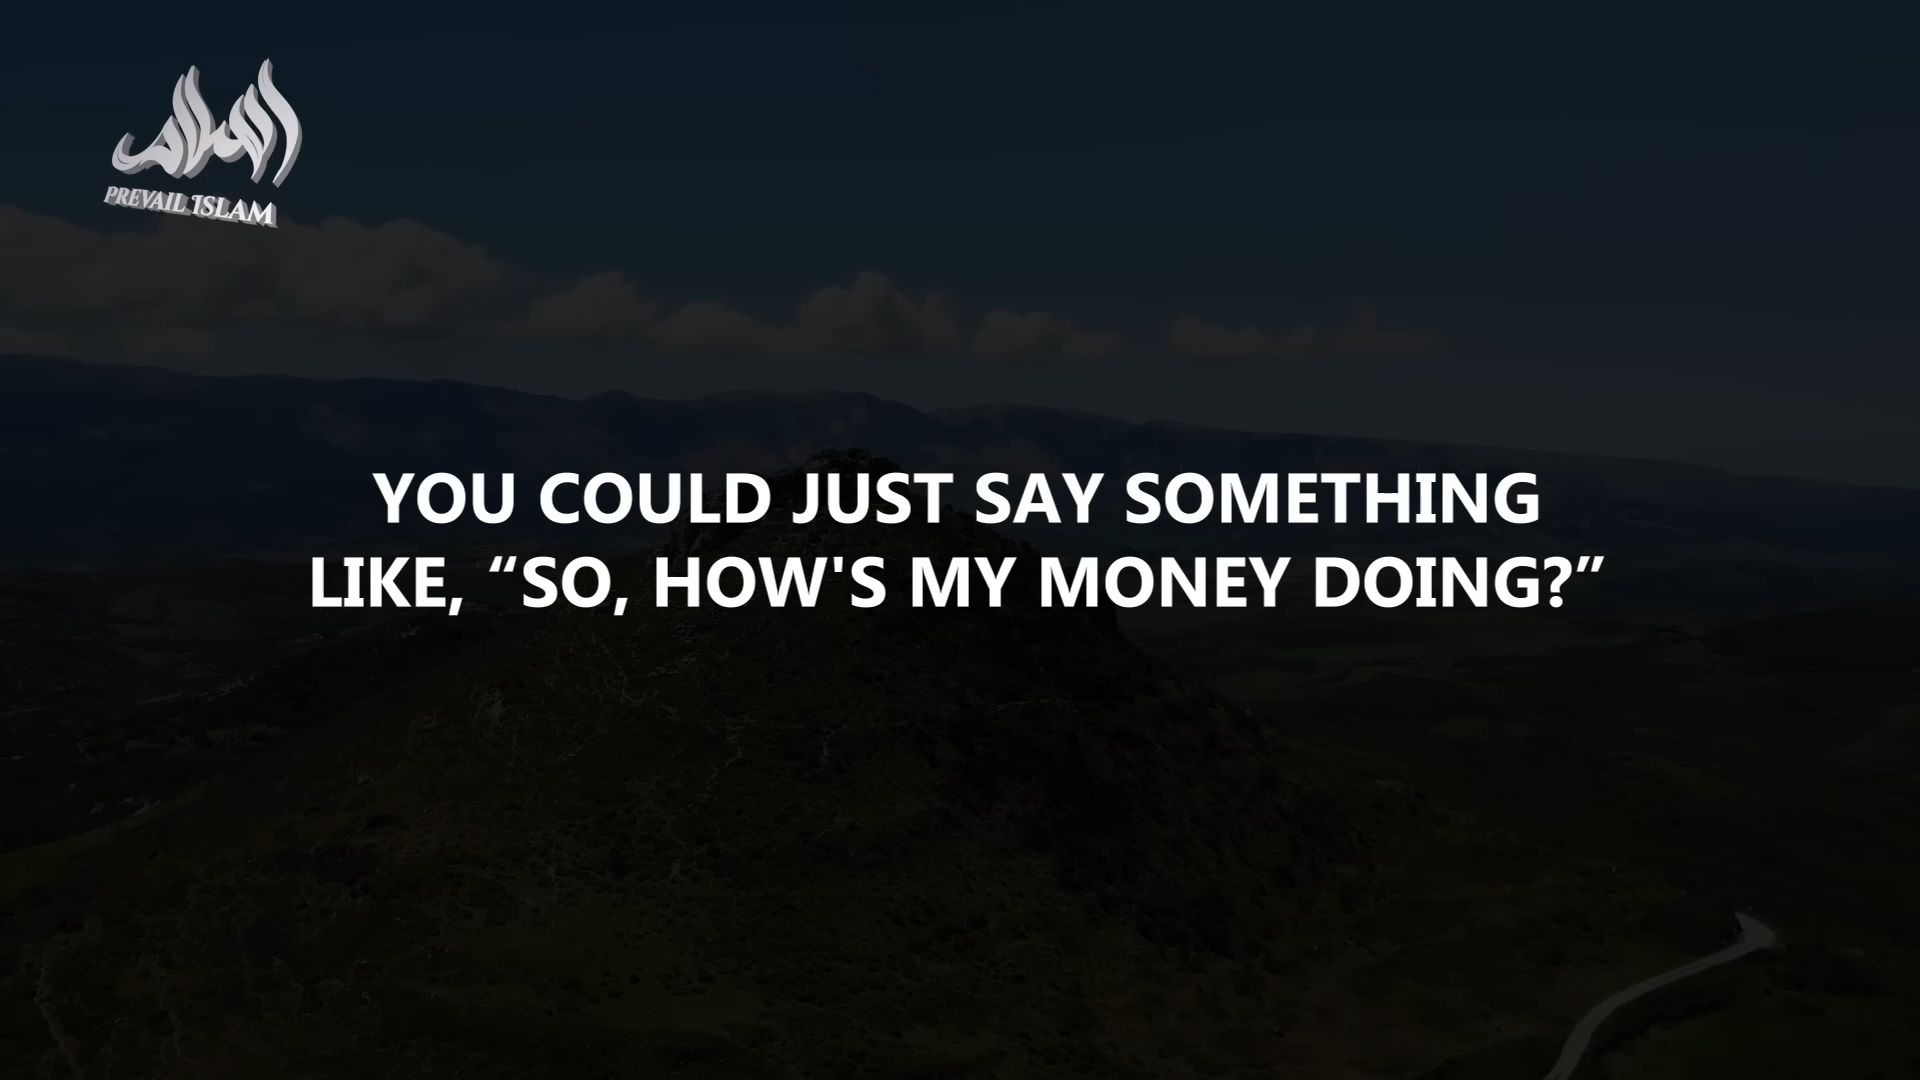 PREVAIL ISLAM
YOU COULD JUST SAY SOMETHING
LIKE, “SO, HOW'S MY MONEY DOING?”